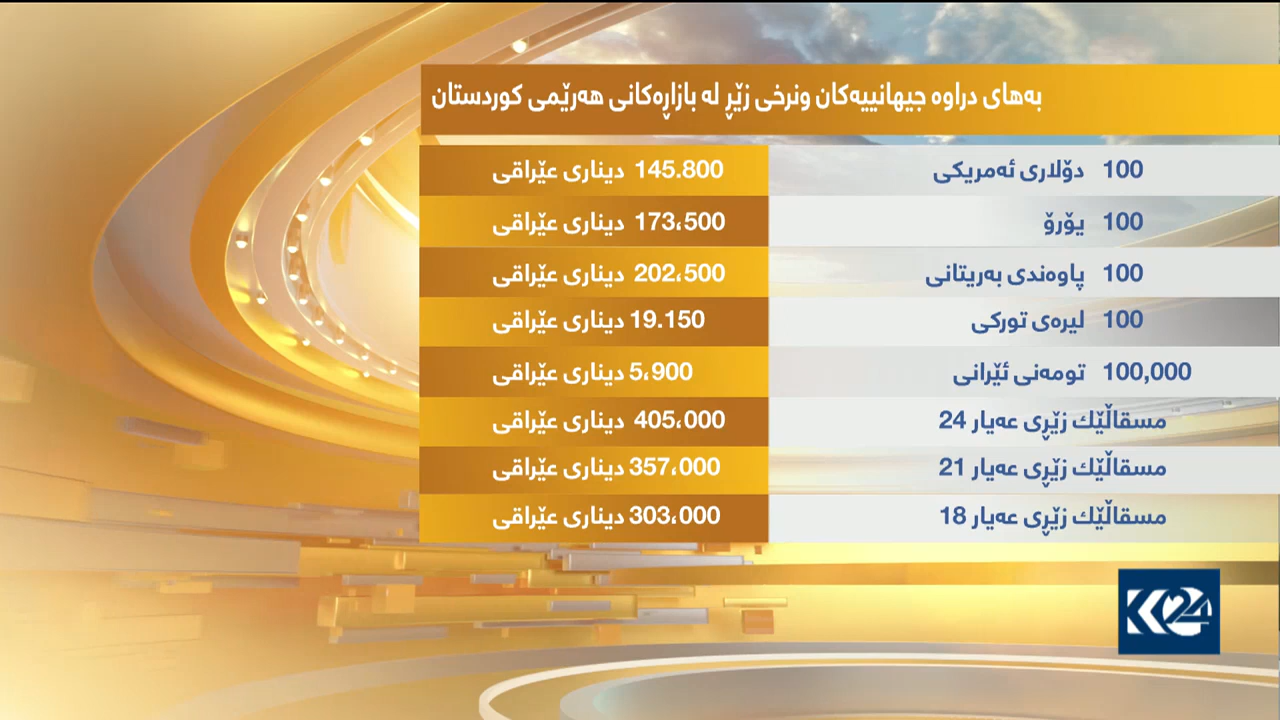 بەهای دراوە جیهانییەکان ونرخی زێڕ لە بازاڕەکانی هەرێمی کوردستان
100 دۆلاری ئەمریکی 145.800 دیناری عێراقی
100 یۆرۆ 173،500 دیناری عێراقی
100 پاوەندی بەریتانی 202،500 دیناری عێراقی
100 لیرەی تورکی 19.150 دیناری عێراقی
100,000 تومەنی ئێرانی 5،900 دیناری عێراقی
مسقاڵێك زێڕی عەیار 24 405،000 دیناری عێراقی
مسقاڵێك زێڕی عەیار 21 357،000 دیناری عێراقی
مسقاڵێك زێڕی عەیار 18 303،000 دیناری عێراقی
K24